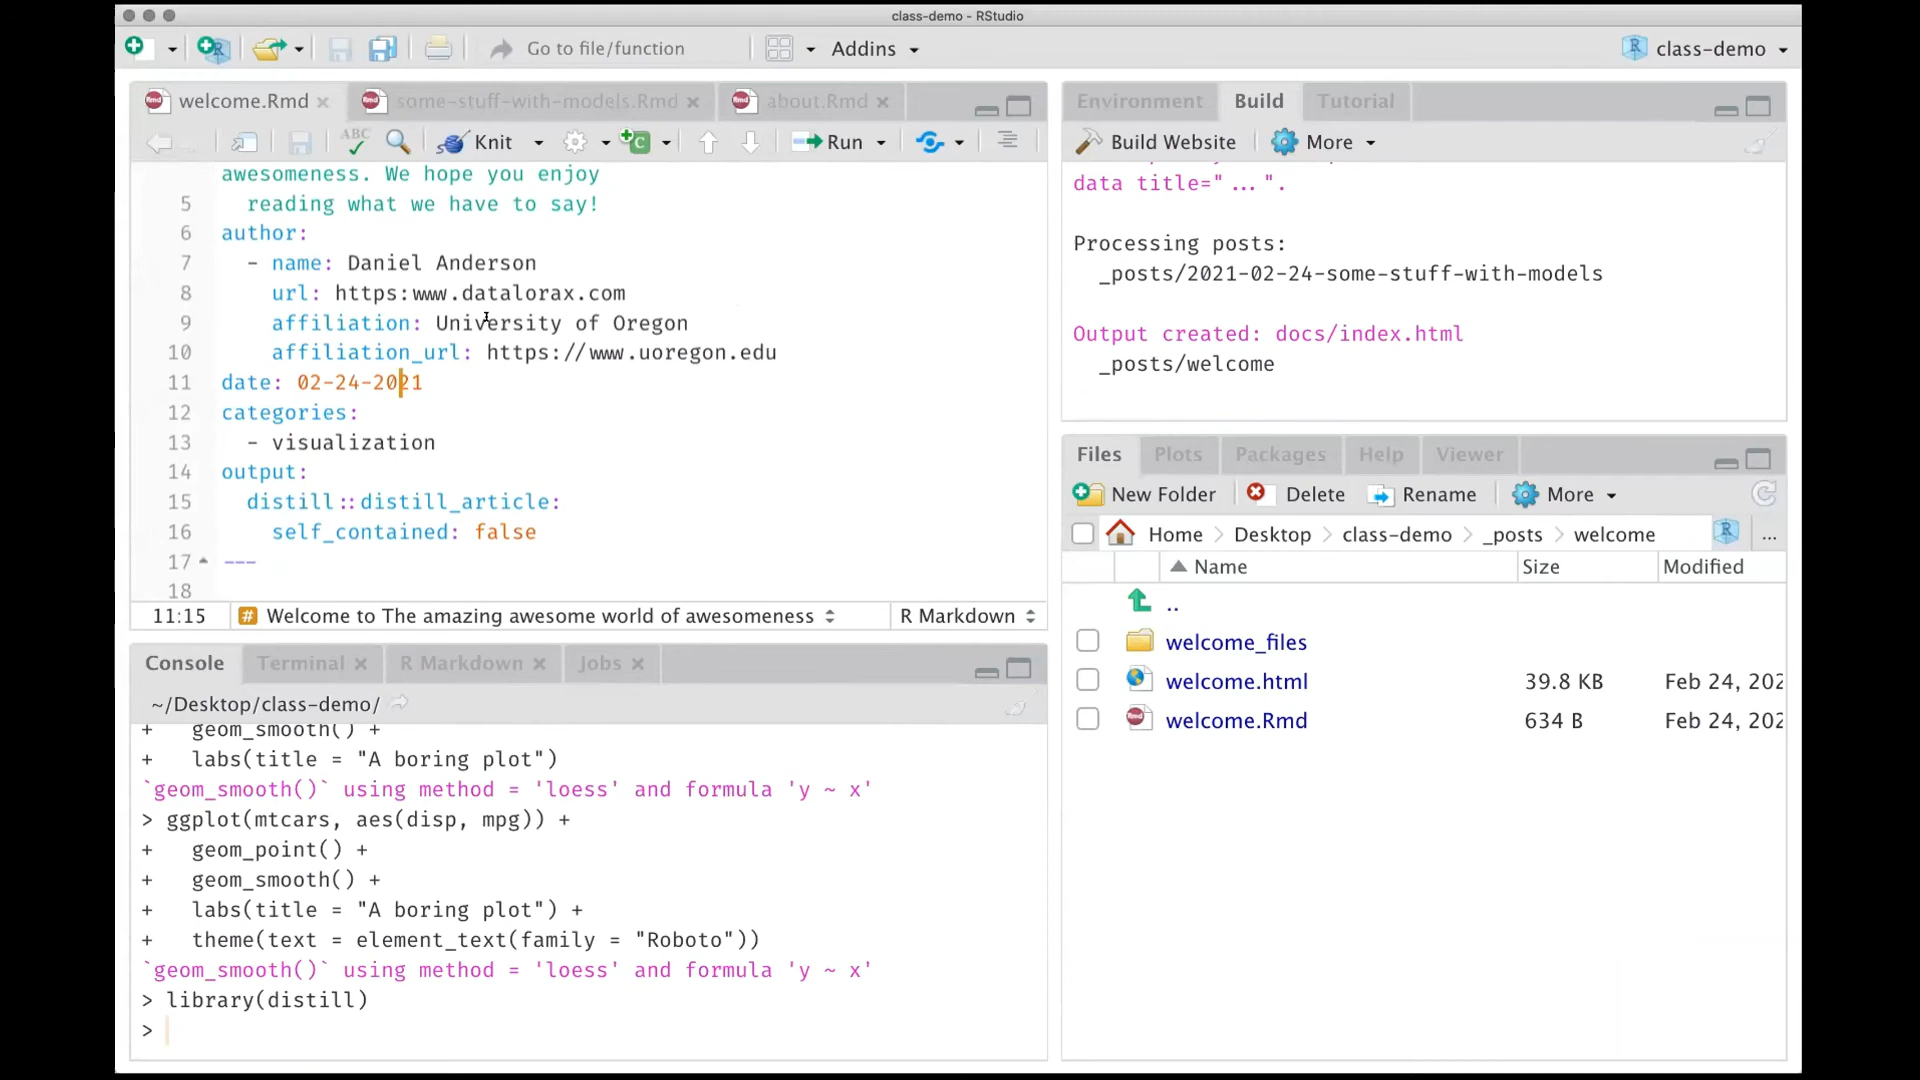 class-demo - RStudio
Go to file/function
Addins
class-demo
welcome.Rmd
some-stuff-with-models.Rmd
about.Rmd
Environment
Build
Tutorial
ABC
Knit
Run
Build Website
More
awesomeness. We hope you enjoy
5 reading what we have to say!
6 author:
7 - name: Daniel Anderson
8 url: https:www.datalorax.com
9 affiliation: University of Oregon
10 affiliation_url: https://www.uoregon.edu
11 date: 02-24-2021
12 categories:
13 - visualization
14 output:
15 distill::distill_article:
16 self_contained: false
17 ---
18
11:15
# Welcome to The amazing awesome world of awesomeness
R Markdown
data title="...".
Processing posts:
_posts/2021-02-24-some-stuff-with-models
Output created: docs/index.html
_posts/welcome
Files
Plots
Packages
Help
Viewer
New Folder
Delete
Rename
More
Home
Desktop
class-demo
_posts
welcome
...
Name
Size
Modified
..
welcome_files
welcome.html 39.8 KB Feb 24, 202
welcome.Rmd 634 B Feb 24, 202
Console
Terminal
R Markdown
Jobs
~/Desktop/class-demo/
+ geom_smooth() +
+ labs(title = "A boring plot")
`geom_smooth()` using method = 'loess' and formula 'y ~ x'
> ggplot(mtcars, aes(disp, mpg)) +
+ geom_point() +
+ geom_smooth() +
+ labs(title = "A boring plot") +
+ theme(text = element_text(family = "Roboto"))
`geom_smooth()` using method = 'loess' and formula 'y ~ x'
> library(distill)
>